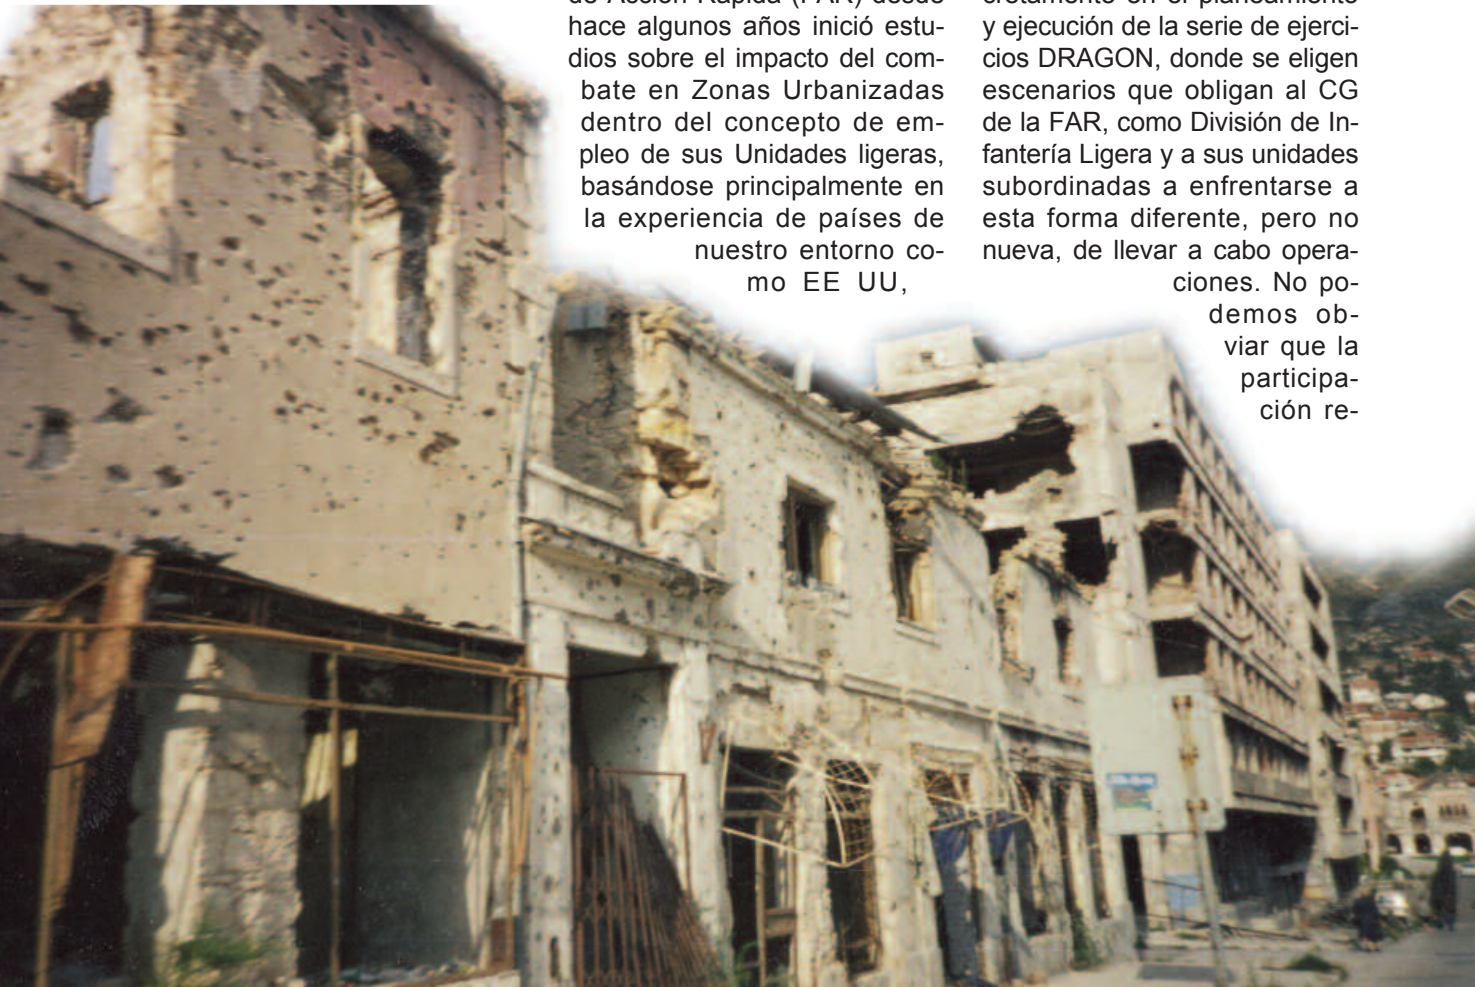 de Acción Rápida (FAR) desde
hace algunos años inició estu-
dios sobre el impacto del com-
bate en Zonas Urbanizadas
dentro del concepto de em-
pleo de sus Unidades ligeras,
basándose principalmente en
la experiencia de países de
nuestro entorno co-
mo EE UU,
cretamente en el planeamiento
y ejecución de la serie de ejerci-
cios DRAGON, donde se eligen
escenarios que obligan al CG
de la FAR, como División de In-
fantería Ligera y a sus unidades
subordinadas a enfrentarse a
esta forma diferente, pero no
nueva, de llevar a cabo opera-
ciones. No po-
demos ob-
viar que la
participa-
ción re-